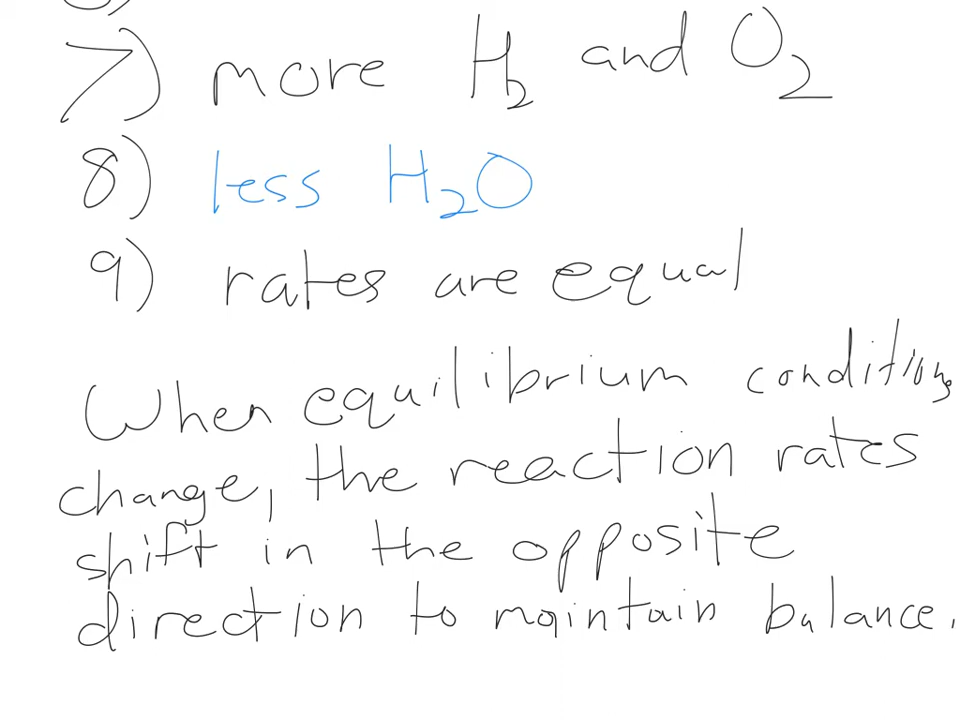 7) more H₂ and O₂
8) less H₂O
9) rates are equal
When equilibrium conditions
change, the reaction rates
shift in the opposite
direction to maintain balance.